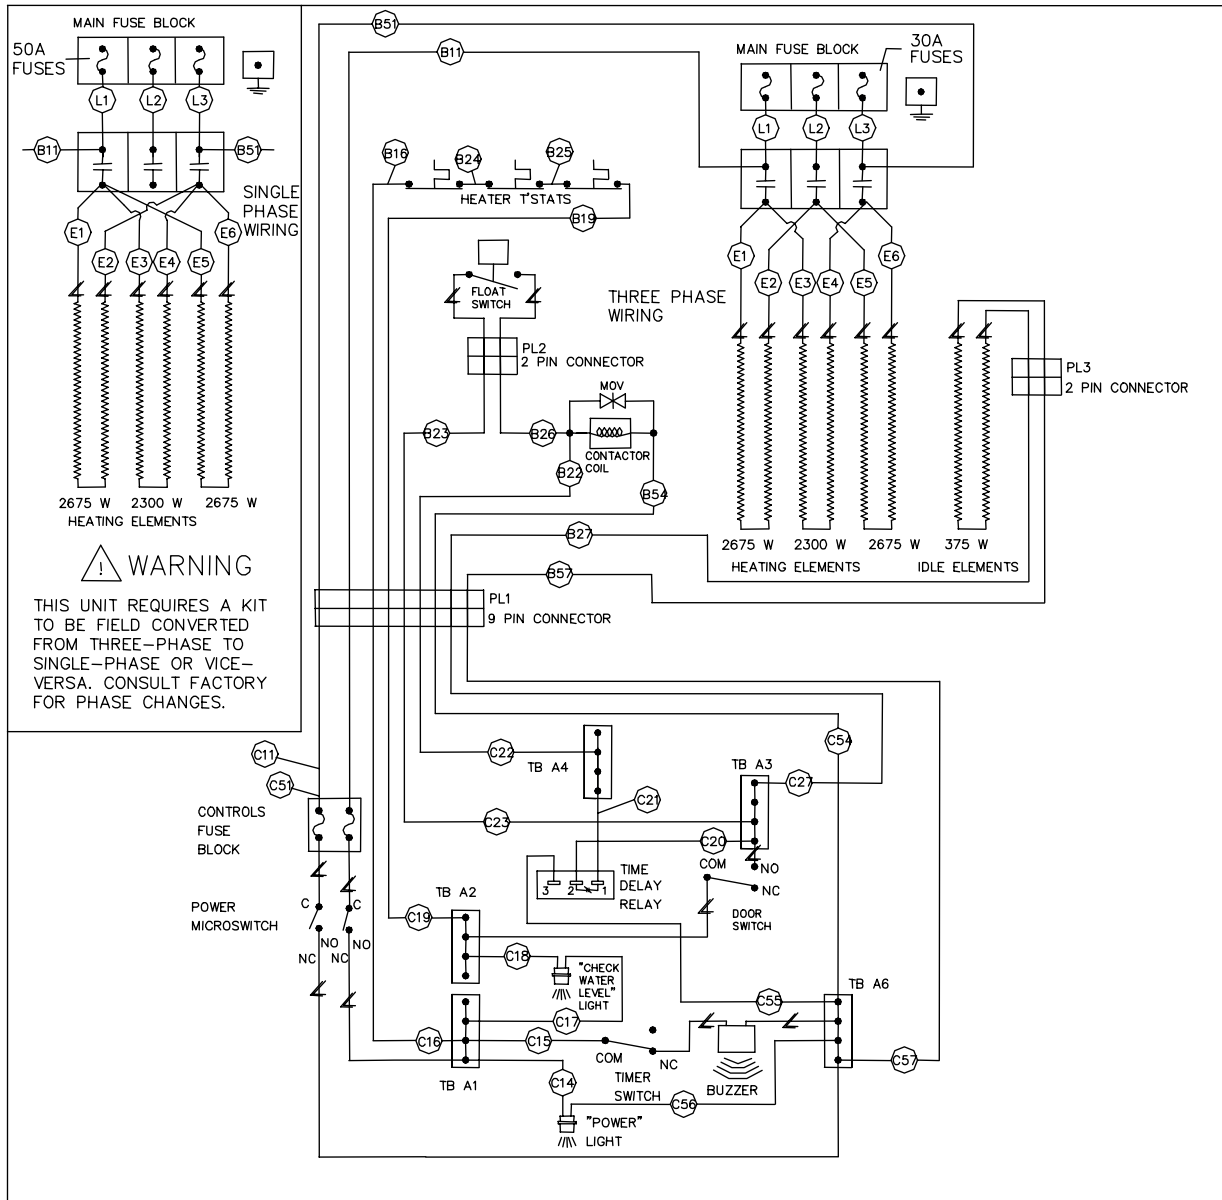 MAIN FUSE BLOCK
50A
FUSES
L1
L2
L3
B11
B51
SINGLE
PHASE
WIRING
E1
E2
E3
E4
E5
E6
2675 W
2300 W
2675 W
HEATING ELEMENTS
WARNING
!
THIS UNIT REQUIRES A KIT
TO BE FIELD CONVERTED
FROM THREE-PHASE TO
SINGLE-PHASE OR VICE-
VERSA. CONSULT FACTORY
FOR PHASE CHANGES.
B51
B11
MAIN FUSE BLOCK
30A
FUSES
L1
L2
L3
B16
B24
B25
HEATER T'STATS
B19
FLOAT
SWITCH
THREE PHASE
WIRING
E1
E2
E3
E4
E5
E6
PL2
2 PIN CONNECTOR
PL3
2 PIN CONNECTOR
MOV
B23
B26
CONTACTOR
COIL
B22
B54
B27
B57
2675 W
2300 W
2675 W
375 W
HEATING ELEMENTS
IDLE ELEMENTS
PL1
9 PIN CONNECTOR
C11
C51
C22
TB A4
C54
TB A3
C27
C21
CONTROLS
FUSE
BLOCK
C23
C20
COM
NO
NC
3
2
1
TIME
DELAY
RELAY
DOOR
SWITCH
POWER
MICROSWITCH
C
C
NO
NO
NC
NC
TB A2
C19
C18
"CHECK
WATER
LEVEL"
LIGHT
C17
C55
TB A6
C16
C15
COM
NC
TIMER
SWITCH
BUZZER
C57
TB A1
C14
C56
"POWER"
LIGHT